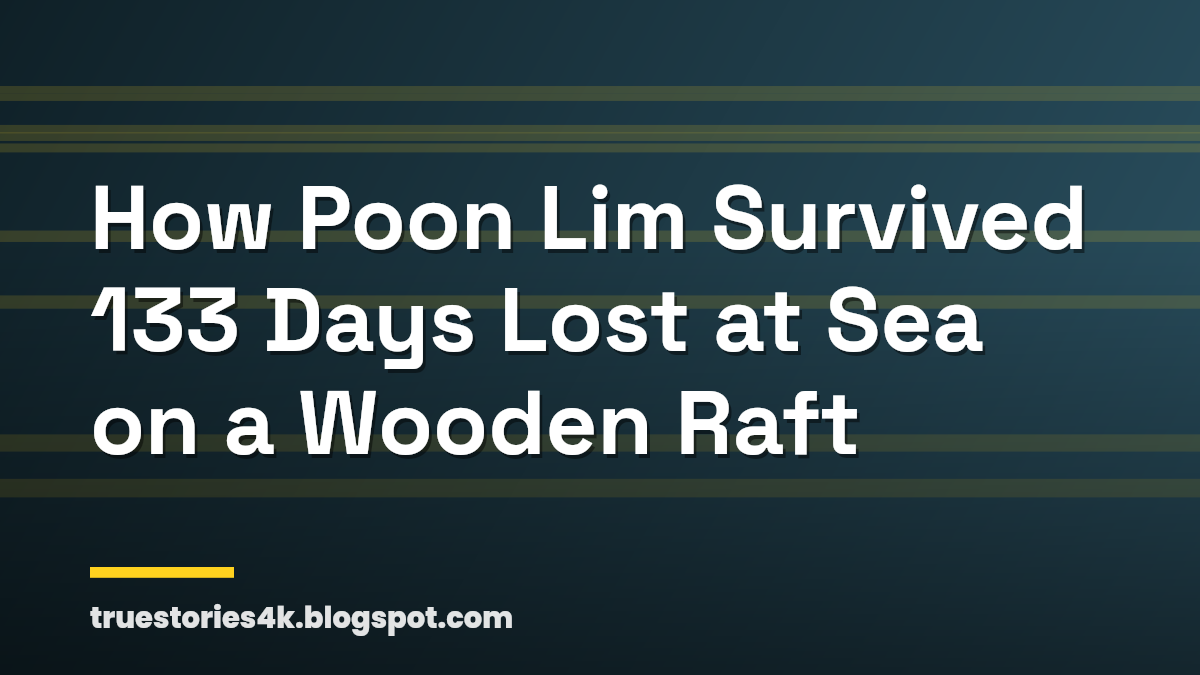 How Poon Lim Survived
133 Days Lost at Sea
on a Wooden Raft
truestories4k.blogspot.com